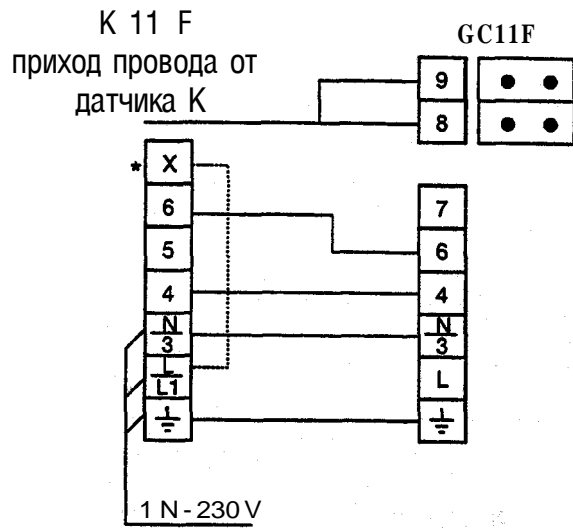 K 11 F
приход провода от
датчика K
GC11F
9
8
* X
6
5
4
N
3
L
L1
7
6
4
N
3
L
1 N - 230 V